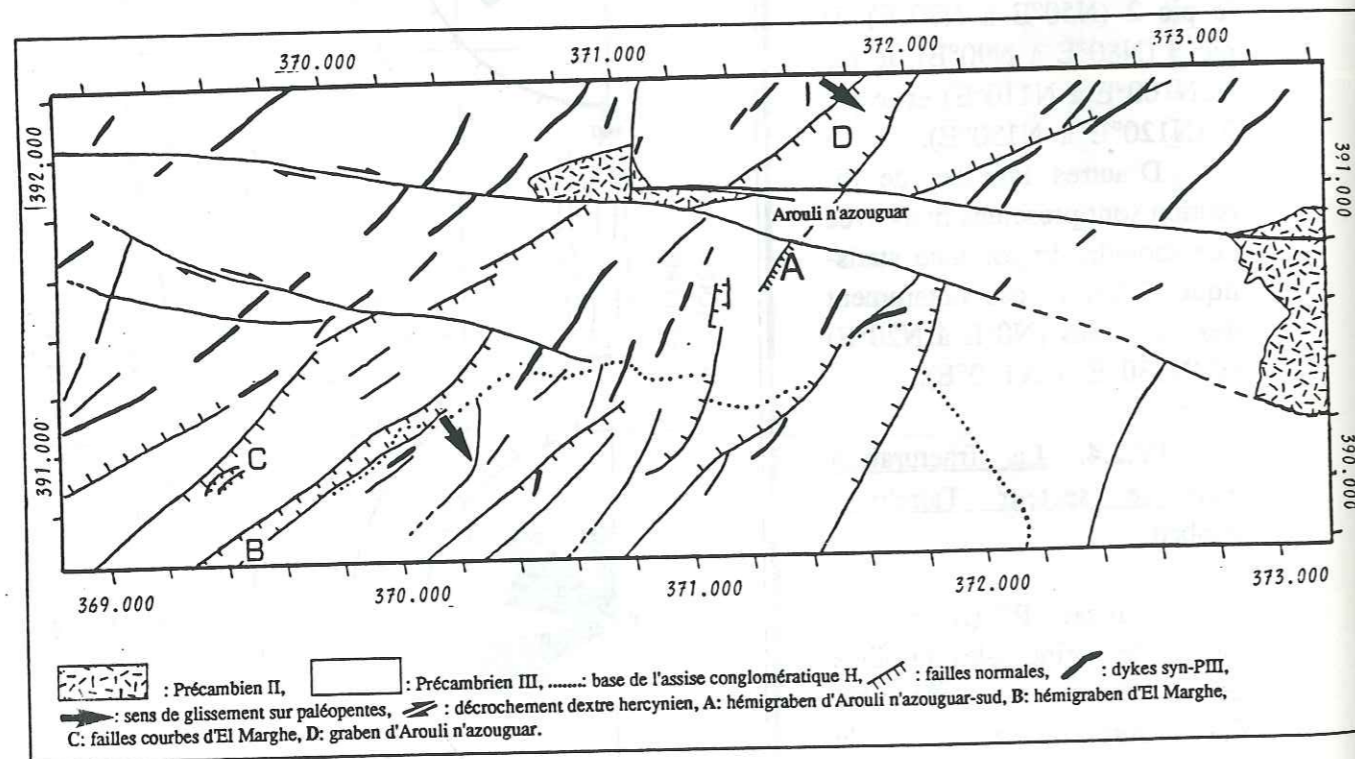 370.000
371.000
372.000
373.000
392.000
391.000
391.000
390.000
D
Arouli n'azouguar
A
C
B
369.000
370.000
371.000
372.000
373.000
: Précambien II, : Précambrien III, .......: base de l'assise conglomératique H, : failles normales, : dykes syn-PIII,
: sens de glissement sur paléopentes, : décrochement dextre hercynien, A: hémigraben d'Arouli n'azouguar-sud, B: hémigraben d'El Marghe,
C: failles courbes d'El Marghe, D: graben d'Arouli n'azouguar.